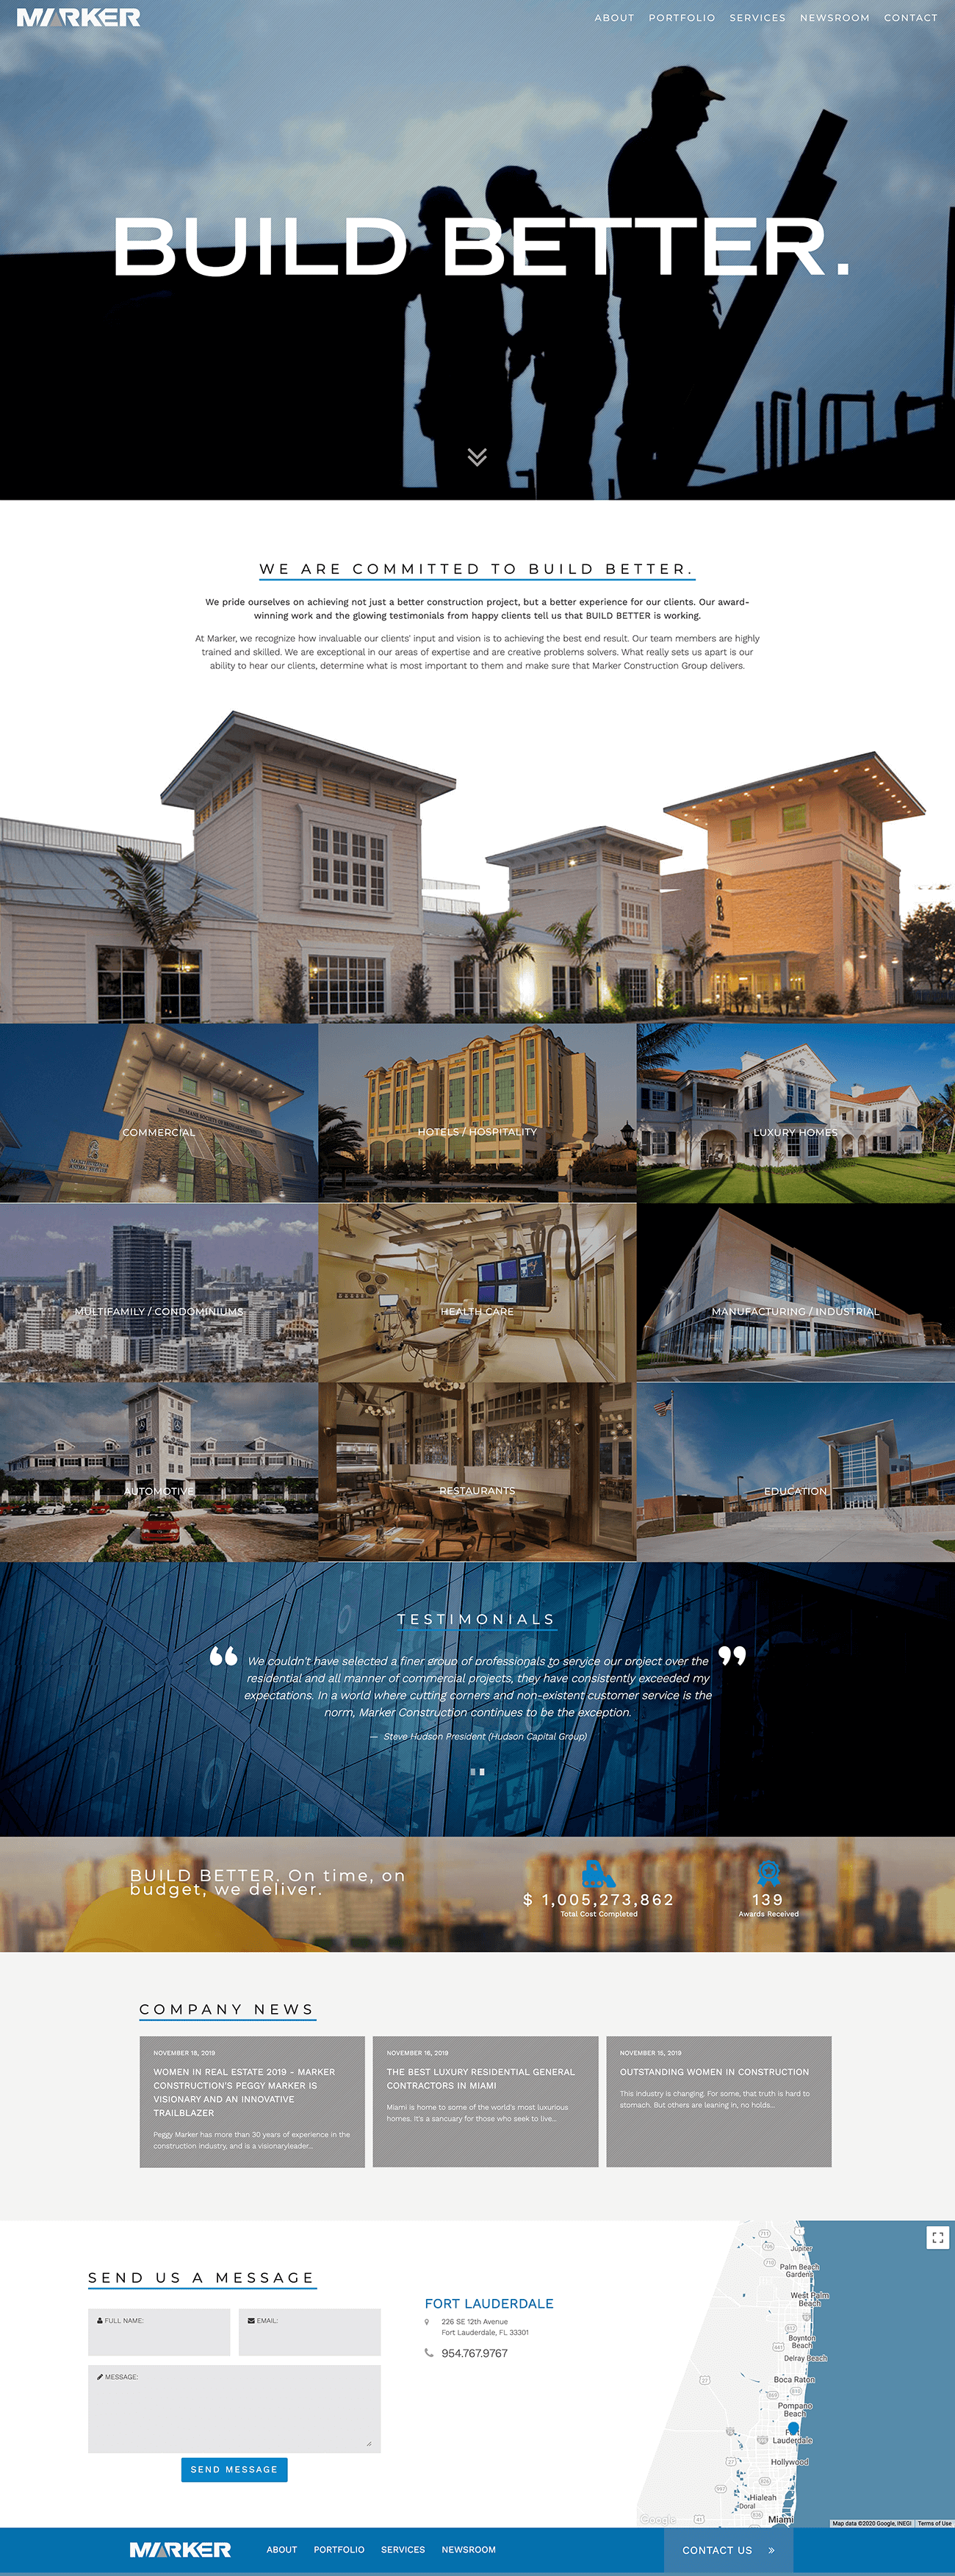 MARKER
ABOUT PORTFOLIO SERVICES NEWSROOM CONTACT
BUILD BETTER.
WE ARE COMMITTED TO BUILD BETTER.
We pride ourselves on achieving not just a better construction project, but a better experience for our clients. Our award-
winning work and the glowing testimonials from happy clients tell us that BUILD BETTER is working.
At Marker, we recognize how invaluable our clients' input and vision is to achieving the best end result. Our team members are highly
trained and skilled. We are exceptional in our areas of expertise and are creative problems solvers. What really sets us apart is our
ability to hear our clients, determine what is most important to them and make sure that Marker Construction Group delivers.
COMMERCIAL
HOTELS / HOSPITALITY
LUXURY HOMES
MULTIFAMILY / CONDOMINIUMS
HEALTH CARE
MANUFACTURING / INDUSTRIAL
AUTOMOTIVE
RESTAURANTS
EDUCATION
TESTIMONIALS
“ We couldn't have selected a finer group of professionals to service our project over the ”
residential and all manner of commercial projects, they have consistently exceeded my
expectations. In a world where cutting corners and non-existent customer service is the
norm, Marker Construction continues to be the exception.
— Steve Hudson President (Hudson Capital Group)
BUILD BETTER. On time, on
budget, we deliver.
$ 1,005,273,862
Total Cost Completed
139
Awards Received
COMPANY NEWS
NOVEMBER 18, 2019
WOMEN IN REAL ESTATE 2019 - MARKER
CONSTRUCTION'S PEGGY MARKER IS
VISIONARY AND AN INNOVATIVE
TRAILBLAZER
Peggy Marker has more than 30 years of experience in the
construction industry, and is a visionaryleader...
NOVEMBER 16, 2019
THE BEST LUXURY RESIDENTIAL GENERAL
CONTRACTORS IN MIAMI
Miami is home to some of the world's most luxurious
homes. It's a sancuary for those who seek to live...
NOVEMBER 15, 2019
OUTSTANDING WOMEN IN CONSTRUCTION
This industry is changing. For some, that truth is hard to
stomach. But others are leaning in, no holds...
SEND US A MESSAGE
FULL NAME:
EMAIL:
MESSAGE:
SEND MESSAGE
FORT LAUDERDALE
226 SE 12th Avenue
Fort Lauderdale, FL 33301
954.767.9767
Jupiter
Palm Beach
Gardens
West Palm
Beach
Boynton
Beach
Delray Beach
Boca Raton
Pompano
Beach
Lauderdale
Hollywood
Hialeah
Doral
Miami
Google
Map data ©2020 Google, INEGI Terms of Use
MARKER
ABOUT PORTFOLIO SERVICES NEWSROOM
CONTACT US »